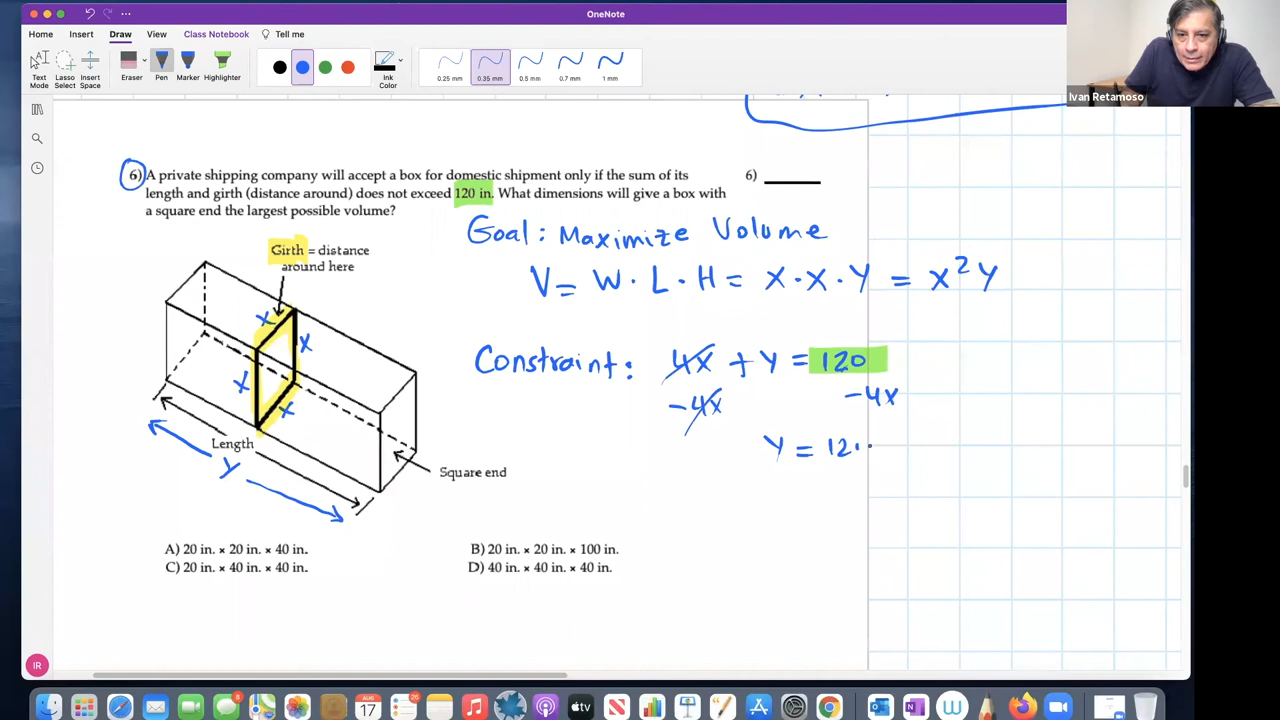 OneNote
Home Insert Draw View Class Notebook Tell me
Text Mode Lasso Select Insert Space Eraser Pen Marker Highlighter Ink Color 0.25 mm 0.35 mm 0.5 mm 0.7 mm 1 mm
Ivan Retamoso
6) A private shipping company will accept a box for domestic shipment only if the sum of its
length and girth (distance around) does not exceed 120 in. What dimensions will give a box with
a square end the largest possible volume?
6)
Goal: Maximize Volume
V = W · L · H = X · X · Y = X² Y
Girth = distance
around here
x
x
x
x
Constraint: 4x + Y = 120
-4x -4x
Y = 12
Length
y
Square end
A) 20 in. × 20 in. × 40 in. B) 20 in. × 20 in. × 100 in.
C) 20 in. × 40 in. × 40 in. D) 40 in. × 40 in. × 40 in.
IR
AUG
17
8
26
tv